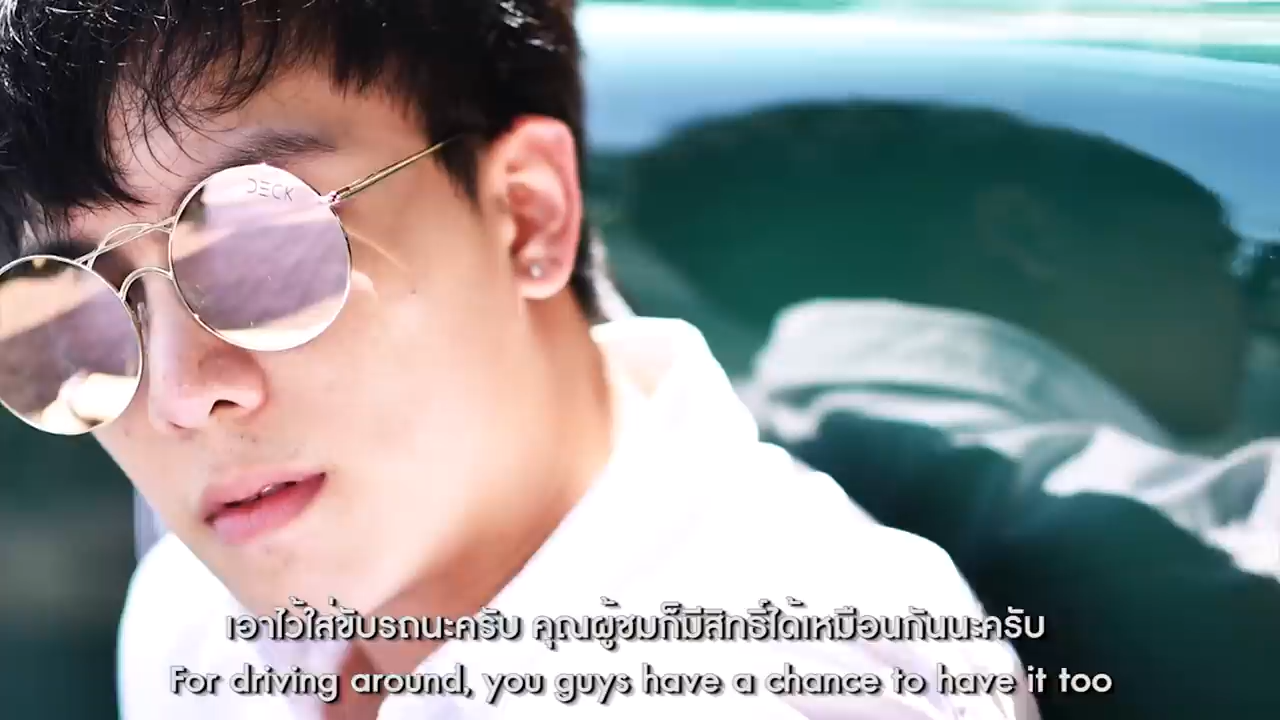 DECK
เอาไว้ใส่ขับรถนะครับ คุณผู้ชมก็มีสิทธิ์ได้เหมือนกันนะครับ
For driving around, you guys have a chance to have it too